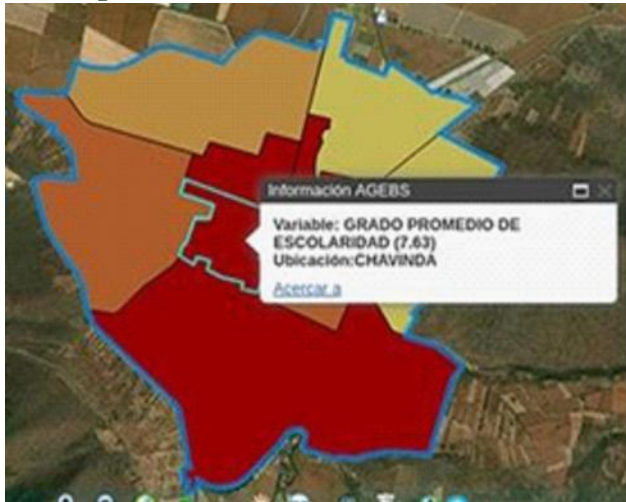 Información AGEBS
Variable: GRADO PROMEDIO DE
ESCOLARIDAD (7.63)
Ubicación:CHAVINDA
Acercar a